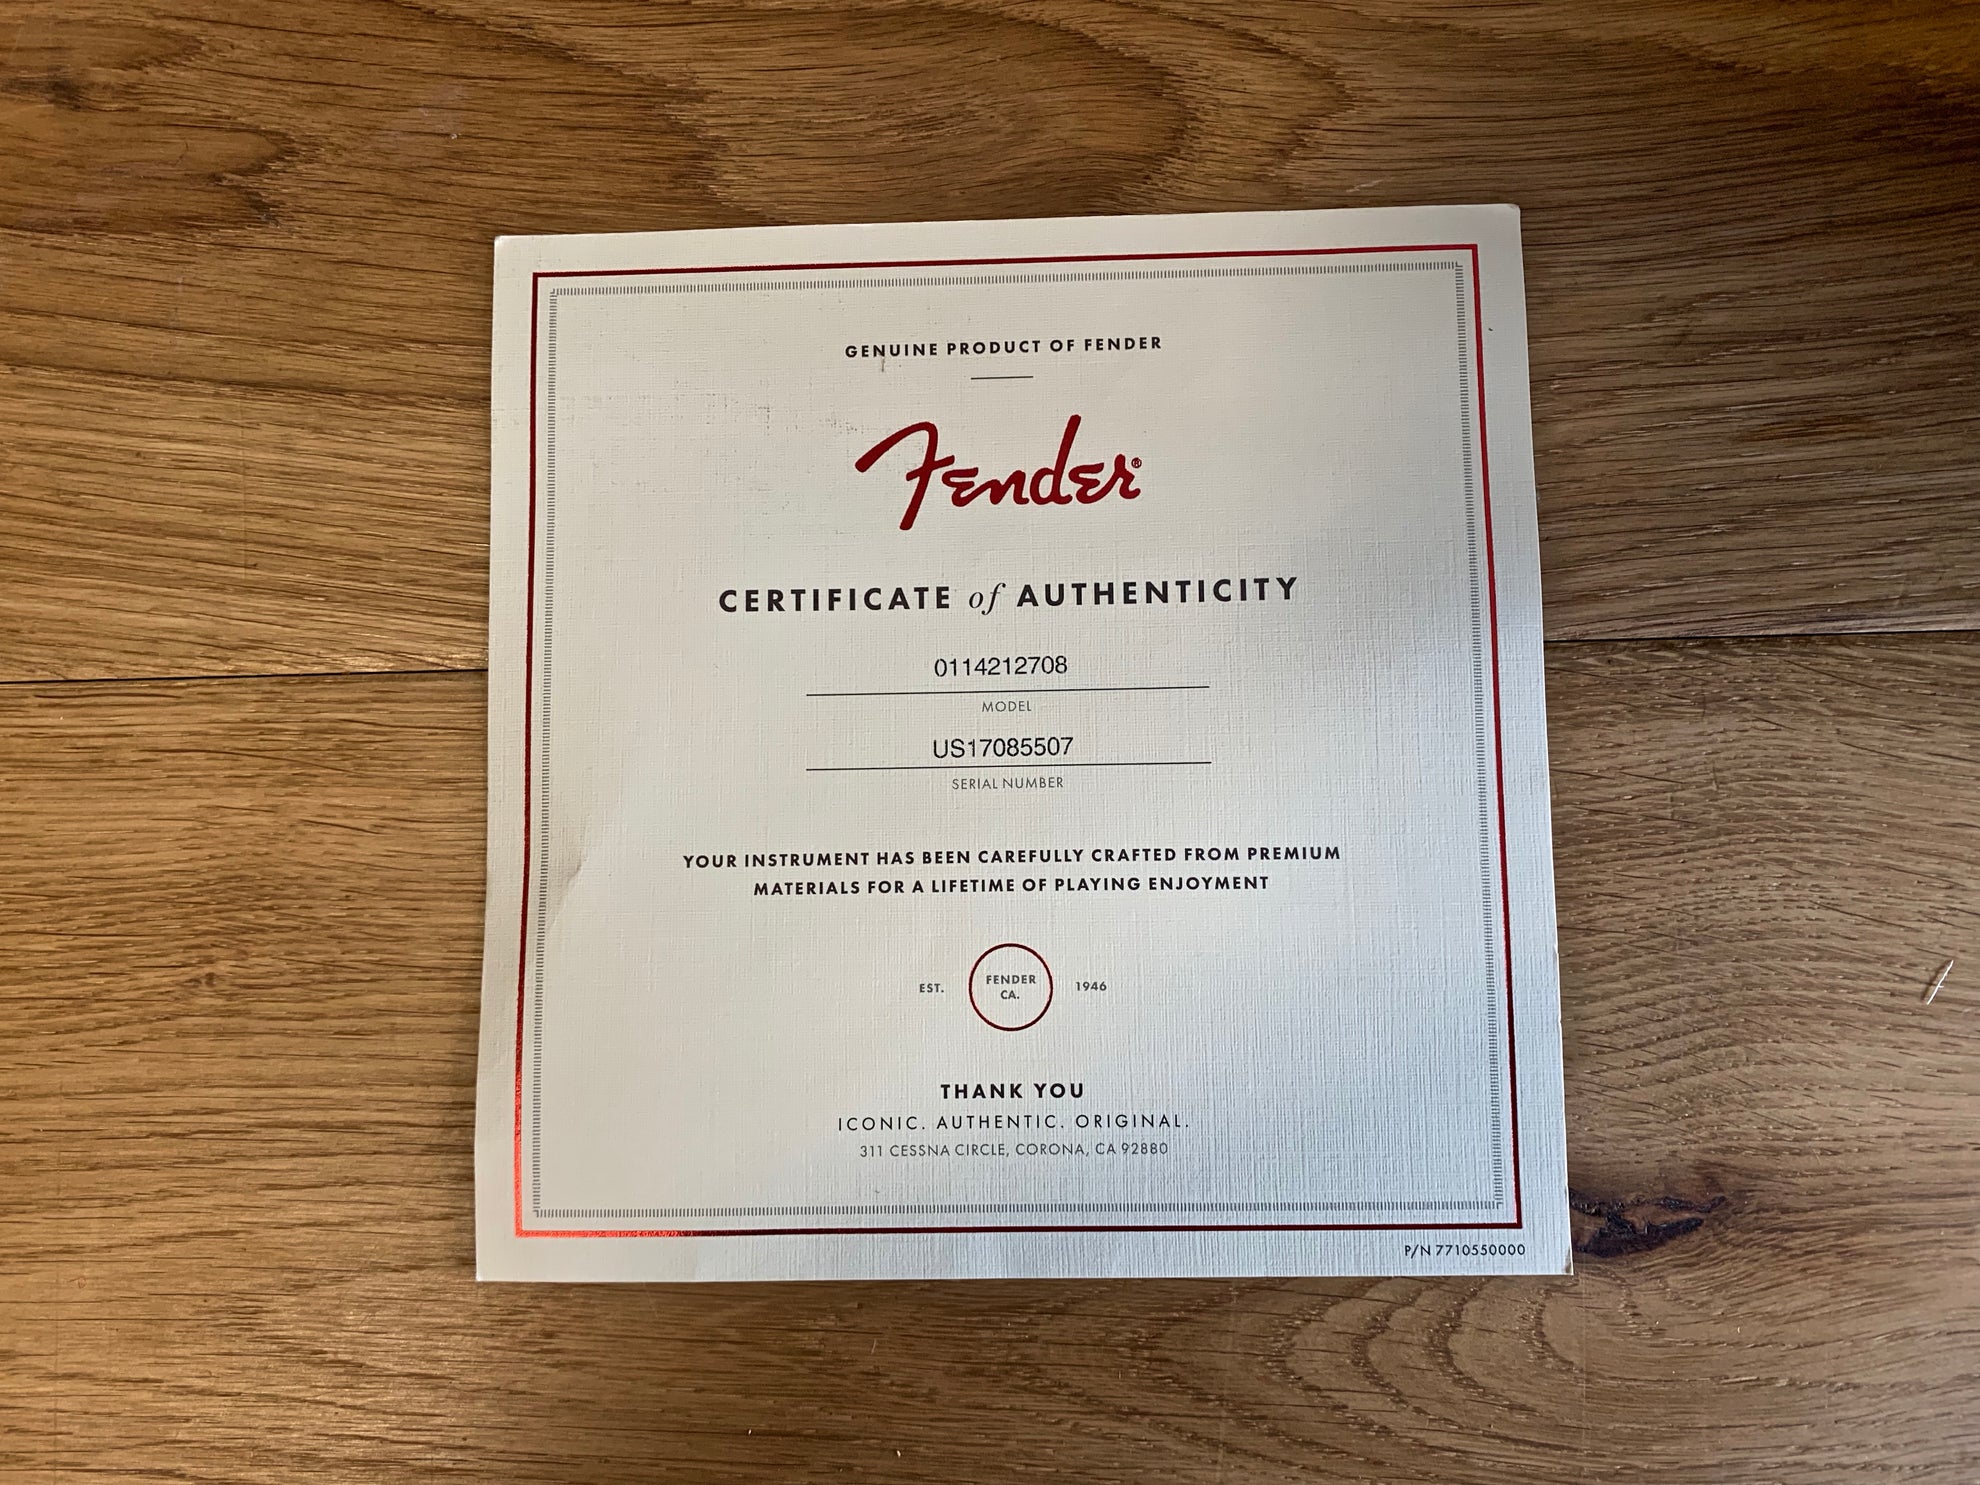 GENUINE PRODUCT OF FENDER
Fender®
CERTIFICATE of AUTHENTICITY
0114212708
MODEL
US17085507
SERIAL NUMBER
YOUR INSTRUMENT HAS BEEN CAREFULLY CRAFTED FROM PREMIUM
MATERIALS FOR A LIFETIME OF PLAYING ENJOYMENT
EST. FENDER CA. 1946
THANK YOU
ICONIC. AUTHENTIC. ORIGINAL.
311 CESSNA CIRCLE, CORONA, CA 92880
P/N 7710550000